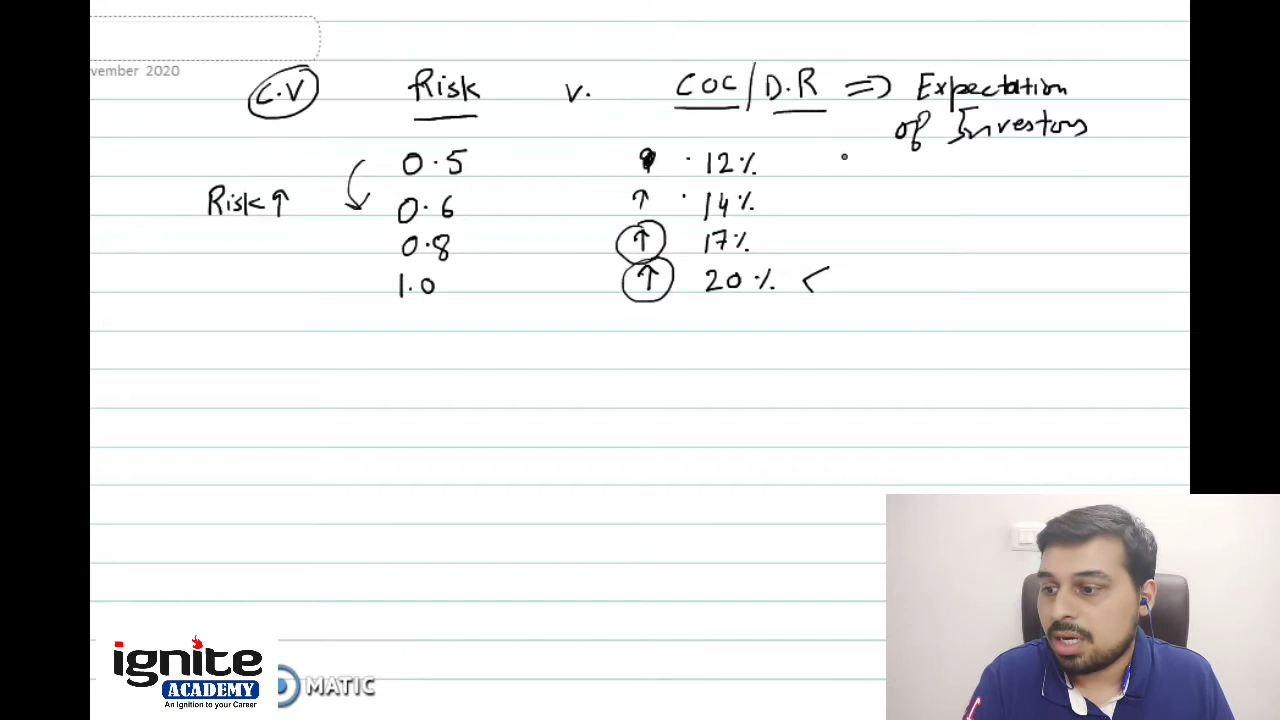 vember 2020
C.V Risk v. COC/D.R => Expectation
of Investors
0.5 12%
Risk↑ 0.6 ↑ 14%
0.8 ↑ 17%
1.0 ↑ 20% <
ignite
ACADEMY
An Ignition to your Career
MATIC